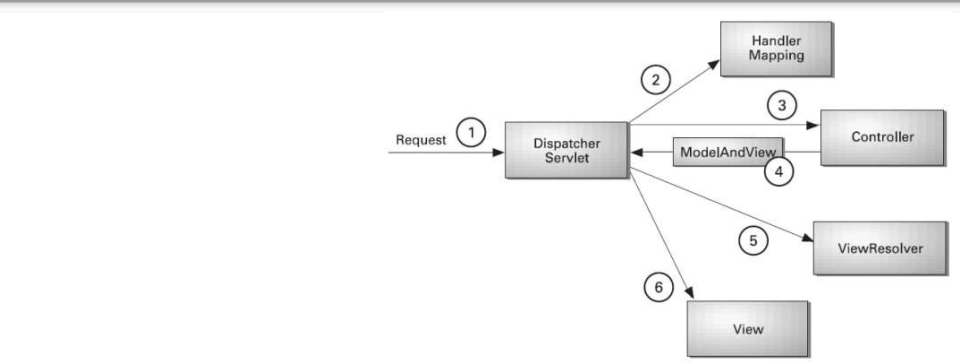 Handler
Mapping
2
3
1
Request
Dispatcher
Servlet
Controller
ModelAndView
4
5
ViewResolver
6
View